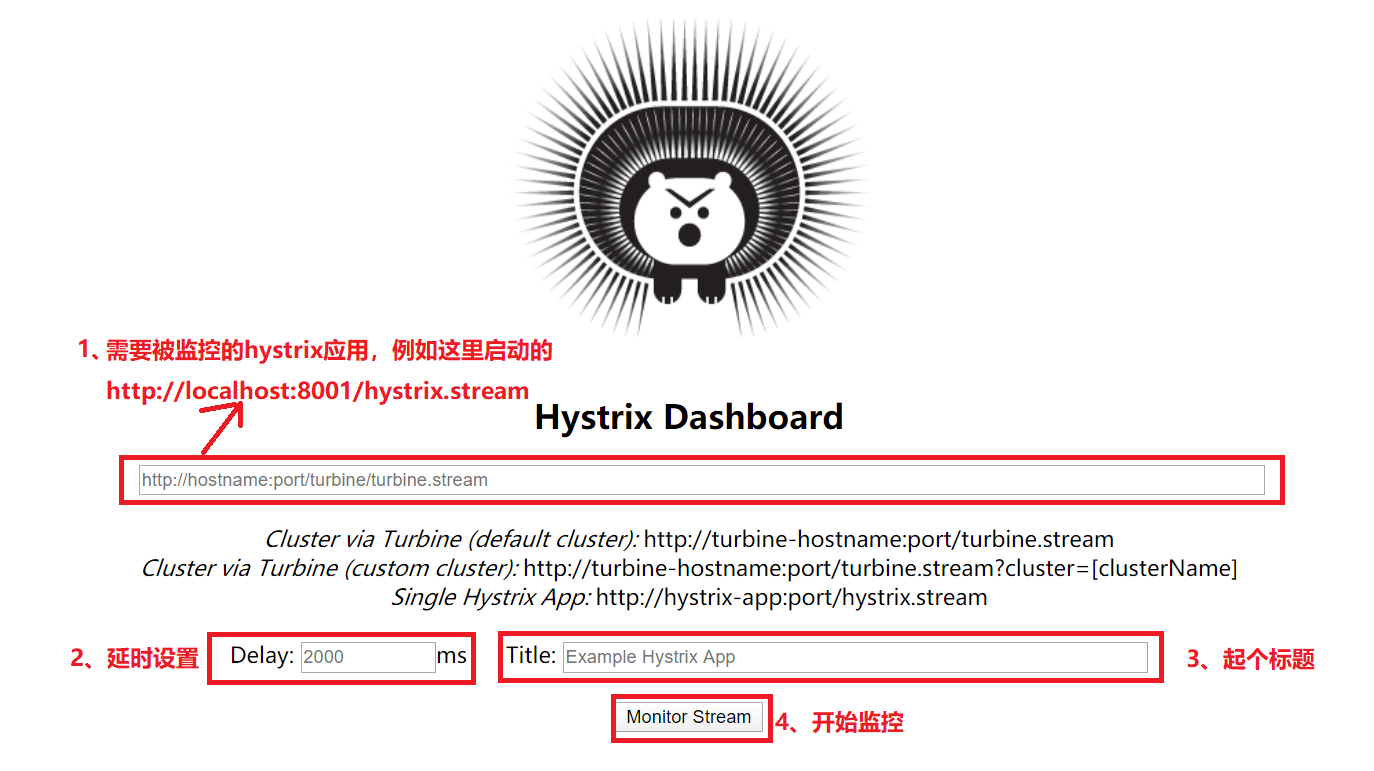 1、需要被监控的hystrix应用，例如这里启动的
http://localhost:8001/hystrix.stream
Hystrix Dashboard
http://hostname:port/turbine/turbine.stream
Cluster via Turbine (default cluster): http://turbine-hostname:port/turbine.stream
Cluster via Turbine (custom cluster): http://turbine-hostname:port/turbine.stream?cluster=[clusterName]
Single Hystrix App: http://hystrix-app:port/hystrix.stream
2、延时设置 Delay: 2000 ms Title: Example Hystrix App 3、起个标题
Monitor Stream 4、开始监控